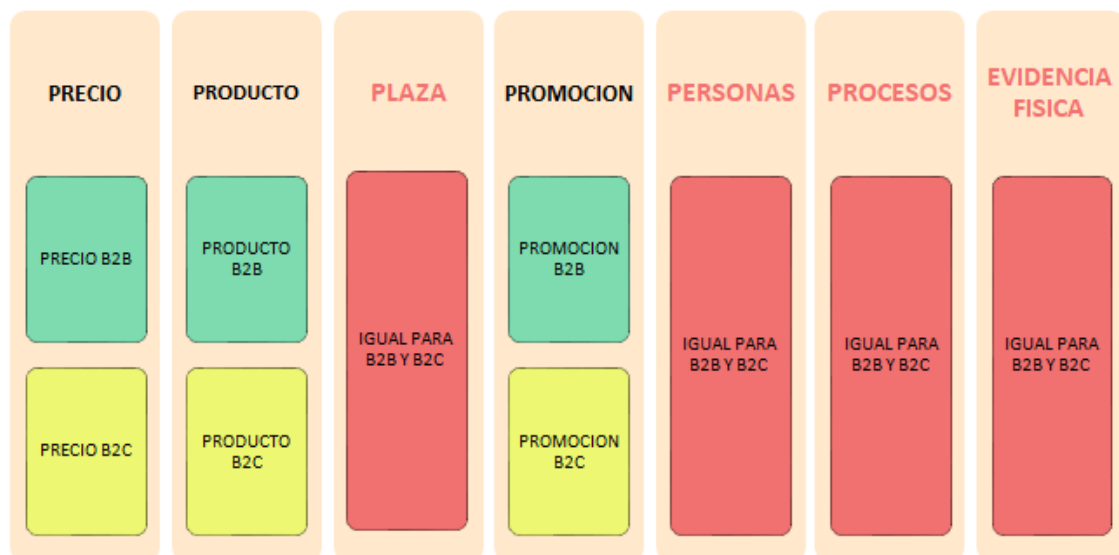 PRECIO
PRODUCTO
PLAZA
PROMOCION
PERSONAS
PROCESOS
EVIDENCIA
FISICA
PRECIO B2B
PRODUCTO
B2B
PROMOCION
B2B
IGUAL PARA
B2B Y B2C
IGUAL PARA
B2B Y B2C
IGUAL PARA
B2B Y B2C
IGUAL PARA
B2B Y B2C
PRECIO B2C
PRODUCTO
B2C
PROMOCION
B2C